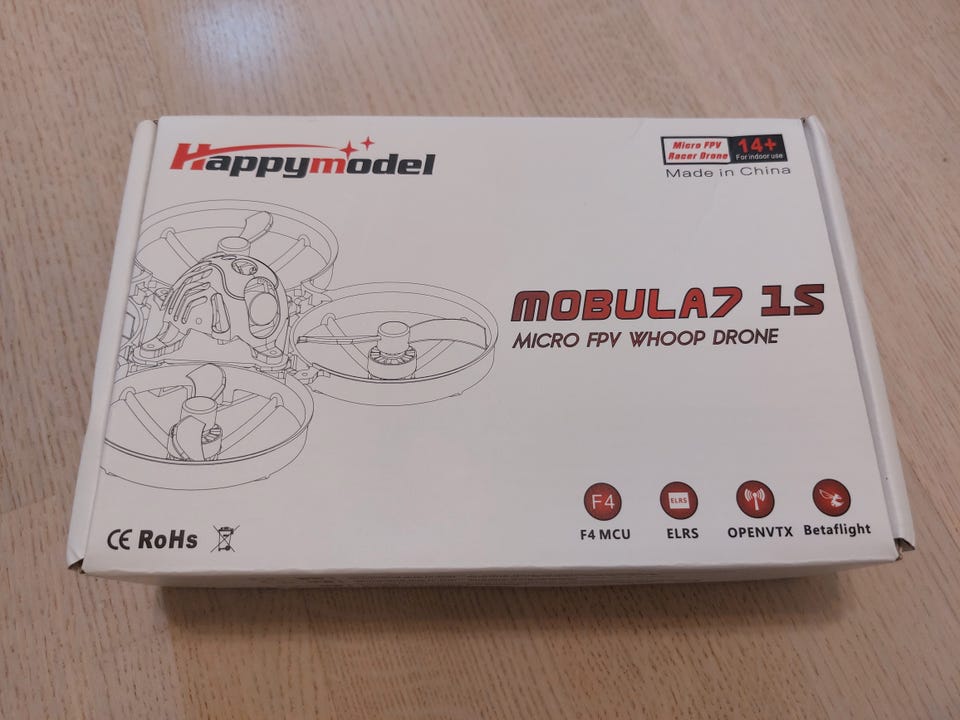 Happymodel
Micro FPV
Racer Drone
14+
For indoor use
Made in China
MOBULA7 1S
MICRO FPV WHOOP DRONE
F4
ELRS
F4 MCU
ELRS
OPENVTX
Betaflight
CE RoHs